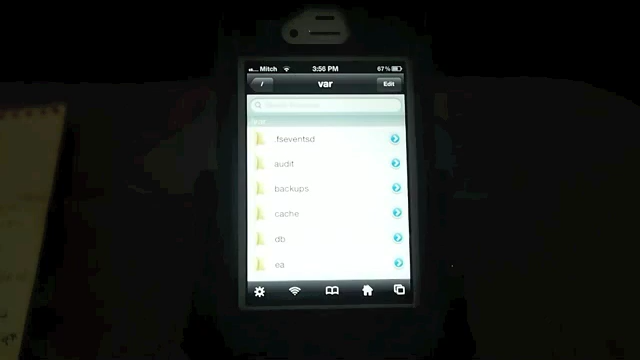 Mitch 3:56 PM 67%
/ var Edit
.fseventsd
audit
backups
cache
db
ea